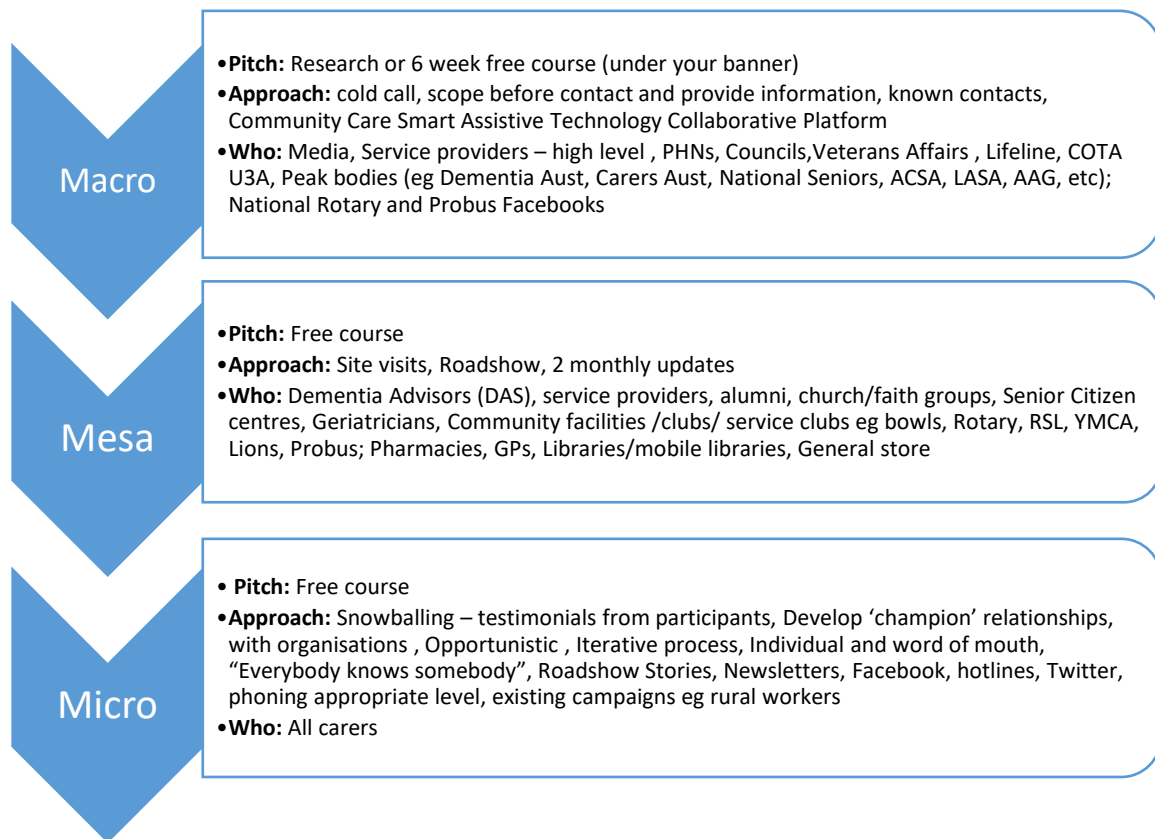 Macro
•Pitch: Research or 6 week free course (under your banner)
•Approach: cold call, scope before contact and provide information, known contacts,
Community Care Smart Assistive Technology Collaborative Platform
•Who: Media, Service providers – high level , PHNs, Councils,Veterans Affairs , Lifeline, COTA
U3A, Peak bodies (eg Dementia Aust, Carers Aust, National Seniors, ACSA, LASA, AAG, etc);
National Rotary and Probus Facebooks
Mesa
•Pitch: Free course
•Approach: Site visits, Roadshow, 2 monthly updates
•Who: Dementia Advisors (DAS), service providers, alumni, church/faith groups, Senior Citizen
centres, Geriatricians, Community facilities /clubs/ service clubs eg bowls, Rotary, RSL, YMCA,
Lions, Probus; Pharmacies, GPs, Libraries/mobile libraries, General store
Micro
• Pitch: Free course
•Approach: Snowballing – testimonials from participants, Develop ‘champion’ relationships,
with organisations , Opportunistic , Iterative process, Individual and word of mouth,
“Everybody knows somebody”, Roadshow Stories, Newsletters, Facebook, hotlines, Twitter,
phoning appropriate level, existing campaigns eg rural workers
•Who: All carers